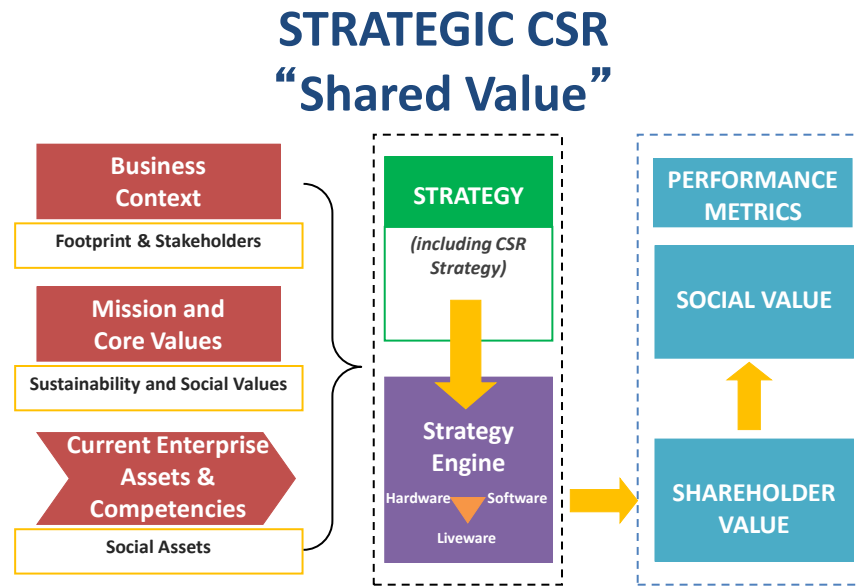 STRATEGIC CSR
“Shared Value”
Business
Context
Footprint & Stakeholders
Mission and
Core Values
Sustainability and Social Values
Current Enterprise
Assets &
Competencies
Social Assets
STRATEGY
(including CSR
Strategy)
Strategy
Engine
Hardware Software
Liveware
PERFORMANCE
METRICS
SOCIAL VALUE
SHAREHOLDER
VALUE